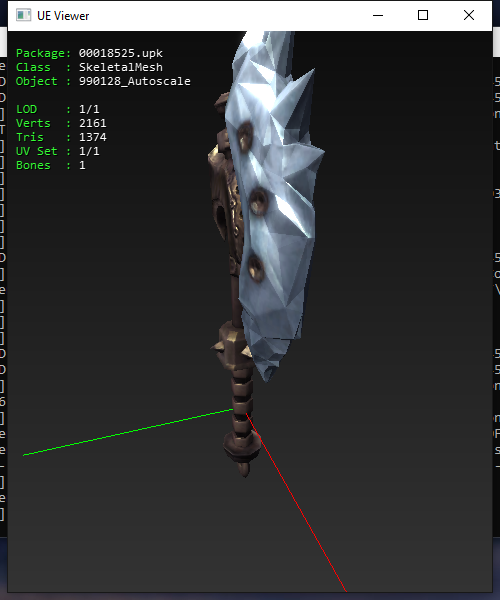 UE Viewer
Package: 00018525.upk
Class : SkeletalMesh
Object : 990128_Autoscale
LOD : 1/1
Verts : 2161
Tris : 1374
UV Set : 1/1
Bones : 1